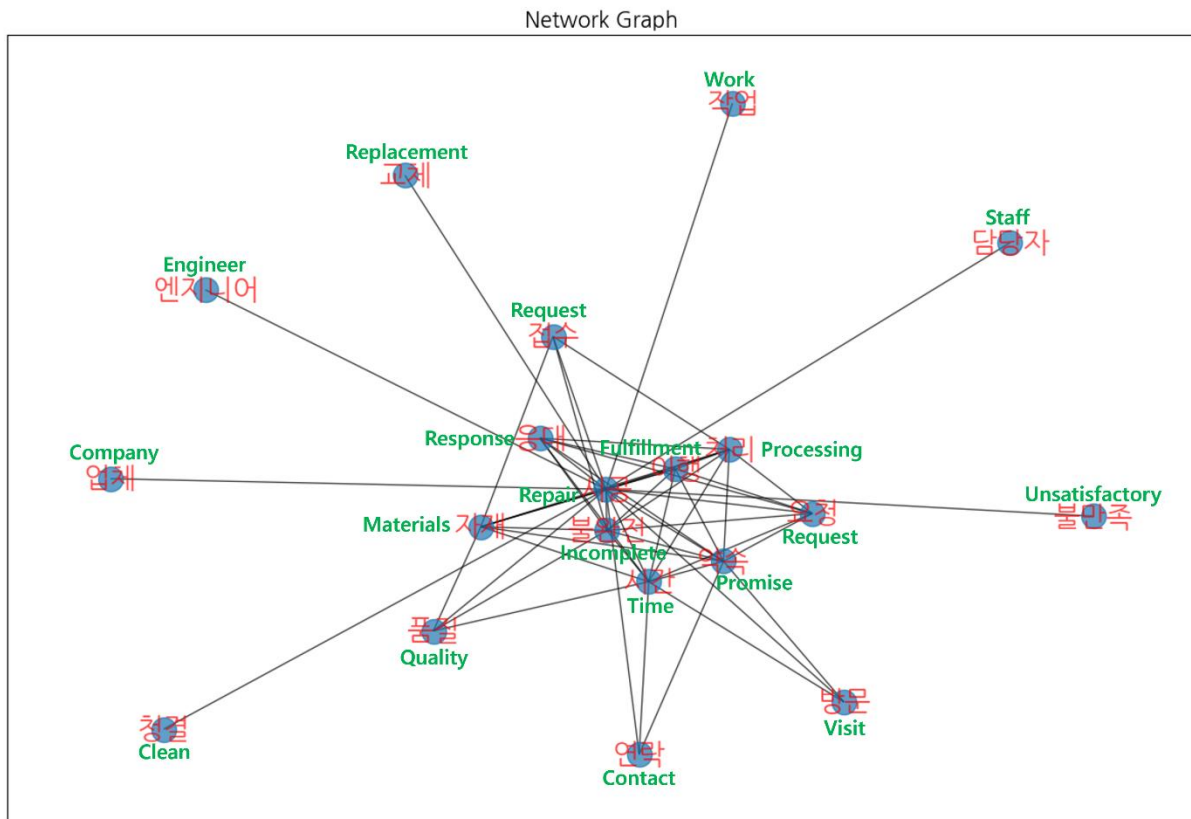 Network Graph
Work
작업
Replacement
교체
Staff
담당자
Engineer
엔지니어
Request
접수
Response
응대
Fulfillment
이행
처리
Processing
Company
업체
Repair
Unsatisfactory
불만족
Materials
자재
불완전
Incomplete
요청
Request
약속
Promise
시간
Time
품질
Quality
방문
Visit
청결
Clean
연락
Contact